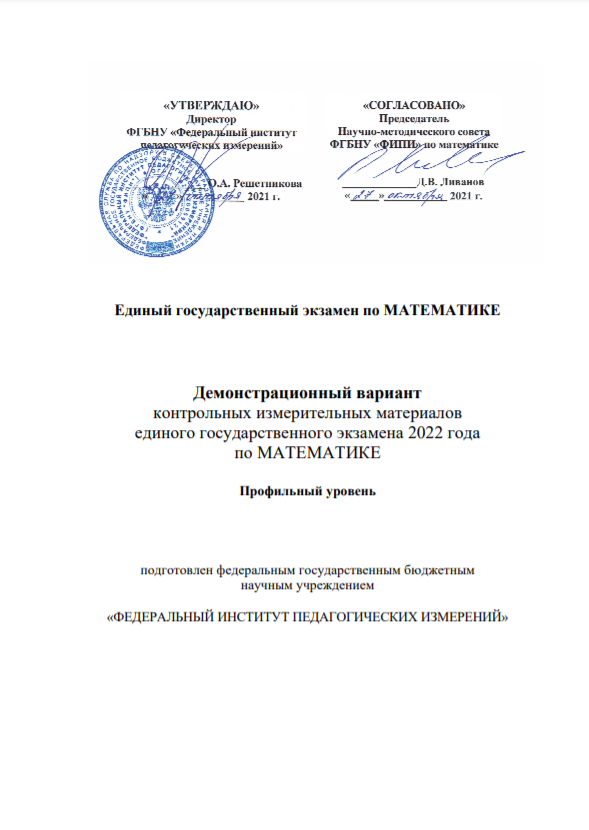 «УТВЕРЖДАЮ»
Директор
ФГБНУ «Федеральный институт
педагогических измерений»
О.А. Решетникова
октября 2021 г.
«СОГЛАСОВАНО»
Председатель
Научно-методического совета
ФГБНУ «ФИПИ» по математике
Д.В. Ливанов
« 27 » октября 2021 г.
Единый государственный экзамен по МАТЕМАТИКЕ
Демонстрационный вариант
контрольных измерительных материалов
единого государственного экзамена 2022 года
по МАТЕМАТИКЕ
Профильный уровень
подготовлен федеральным государственным бюджетным
научным учреждением
«ФЕДЕРАЛЬНЫЙ ИНСТИТУТ ПЕДАГОГИЧЕСКИХ ИЗМЕРЕНИЙ»